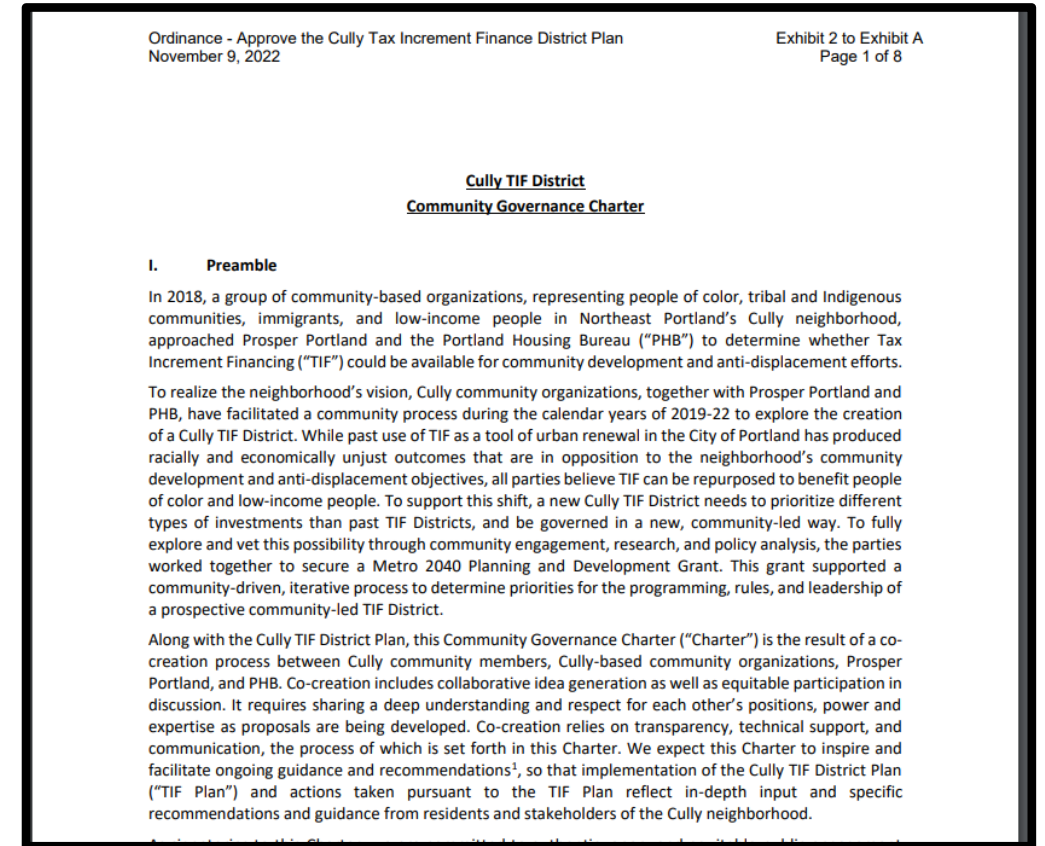 Ordinance - Approve the Cully Tax Increment Finance District Plan
November 9, 2022
Exhibit 2 to Exhibit A
Page 1 of 8
Cully TIF District
Community Governance Charter
I. Preamble
In 2018, a group of community-based organizations, representing people of color, tribal and Indigenous
communities, immigrants, and low-income people in Northeast Portland’s Cully neighborhood,
approached Prosper Portland and the Portland Housing Bureau (“PHB”) to determine whether Tax
Increment Financing (“TIF”) could be available for community development and anti-displacement efforts.
To realize the neighborhood’s vision, Cully community organizations, together with Prosper Portland and
PHB, have facilitated a community process during the calendar years of 2019-22 to explore the creation
of a Cully TIF District. While past use of TIF as a tool of urban renewal in the City of Portland has produced
racially and economically unjust outcomes that are in opposition to the neighborhood’s community
development and anti-displacement objectives, all parties believe TIF can be repurposed to benefit people
of color and low-income people. To support this shift, a new Cully TIF District needs to prioritize different
types of investments than past TIF Districts, and be governed in a new, community-led way. To fully
explore and vet this possibility through community engagement, research, and policy analysis, the parties
worked together to secure a Metro 2040 Planning and Development Grant. This grant supported a
community-driven, iterative process to determine priorities for the programming, rules, and leadership of
a prospective community-led TIF District.
Along with the Cully TIF District Plan, this Community Governance Charter (“Charter”) is the result of a co-
creation process between Cully community members, Cully-based community organizations, Prosper
Portland, and PHB. Co-creation includes collaborative idea generation as well as equitable participation in
discussion. It requires sharing a deep understanding and respect for each other’s positions, power and
expertise as proposals are being developed. Co-creation relies on transparency, technical support, and
communication, the process of which is set forth in this Charter. We expect this Charter to inspire and
facilitate ongoing guidance and recommendations¹, so that implementation of the Cully TIF District Plan
(“TIF Plan”) and actions taken pursuant to the TIF Plan reflect in-depth input and specific
recommendations and guidance from residents and stakeholders of the Cully neighborhood.